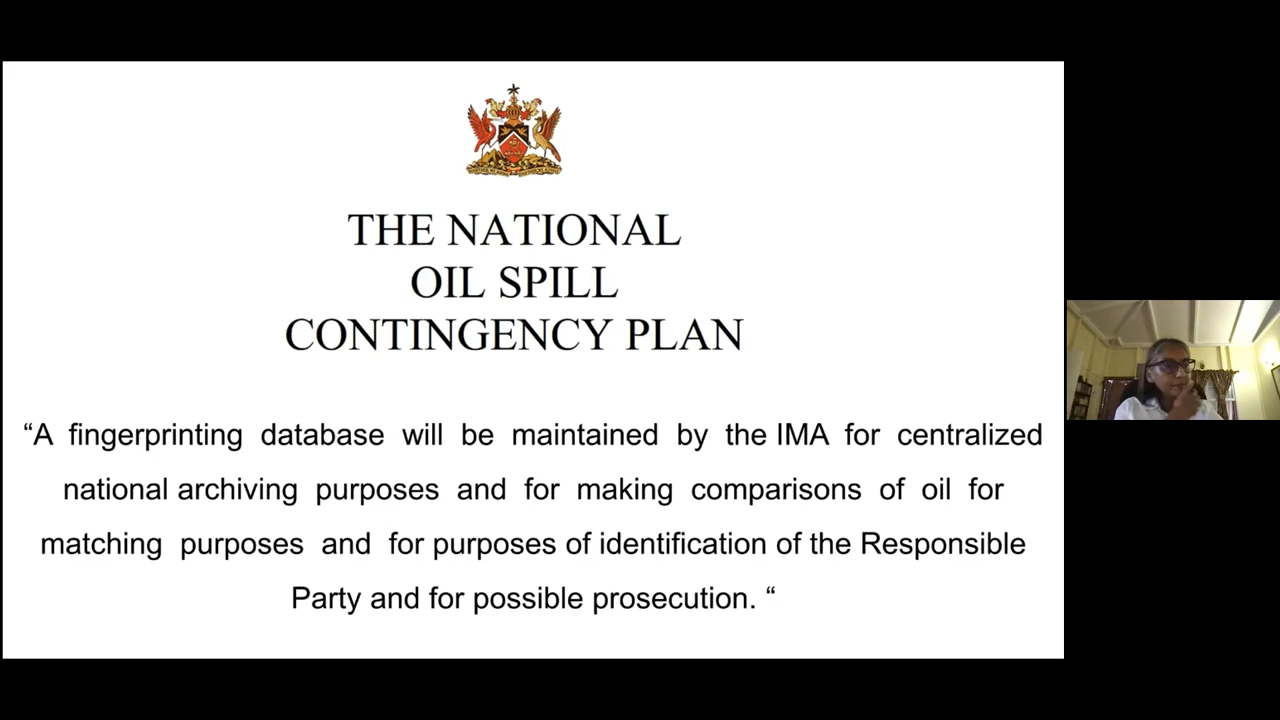 THE NATIONAL
OIL SPILL
CONTINGENCY PLAN
“A fingerprinting database will be maintained by the IMA for centralized
national archiving purposes and for making comparisons of oil for
matching purposes and for purposes of identification of the Responsible
Party and for possible prosecution. “